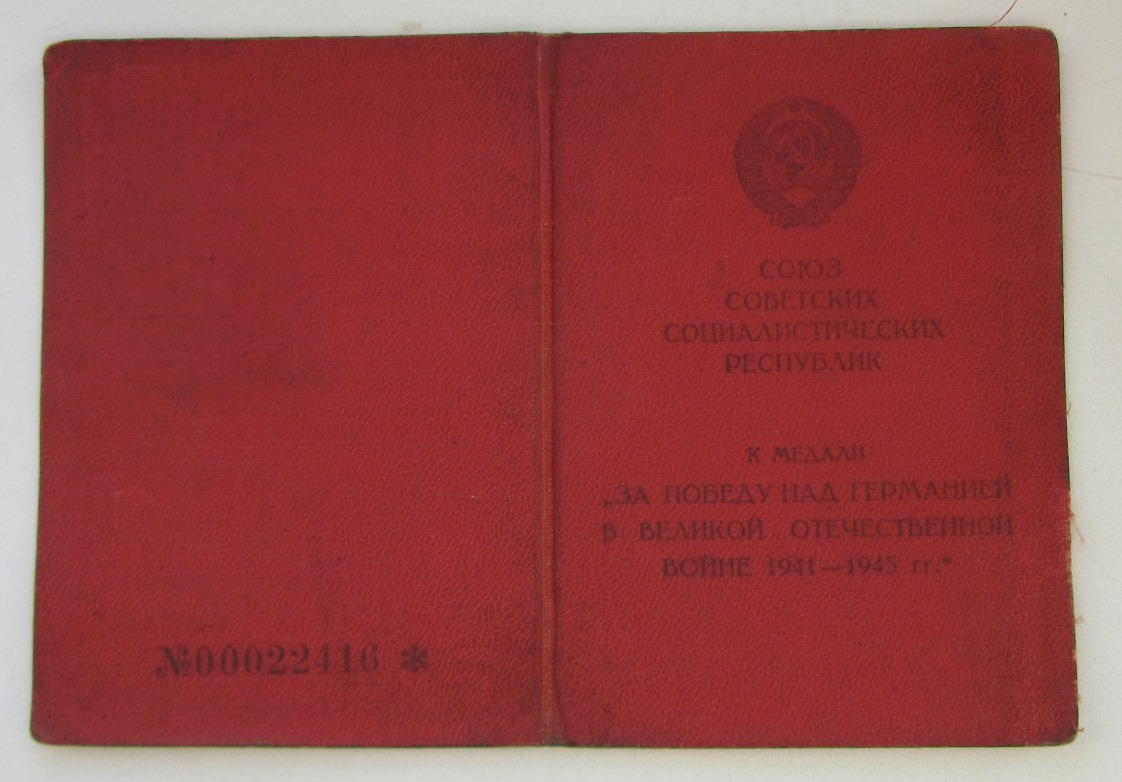 №00022416 *
СОЮЗ
СОВЕТСКИХ
СОЦИАЛИСТИЧЕСКИХ
РЕСПУБЛИК
К МЕДАЛИ
„ЗА ПОБЕДУ НАД ГЕРМАНИЕЙ
В ВЕЛИКОЙ ОТЕЧЕСТВЕННОЙ
ВОЙНЕ 1941—1945 гг.“